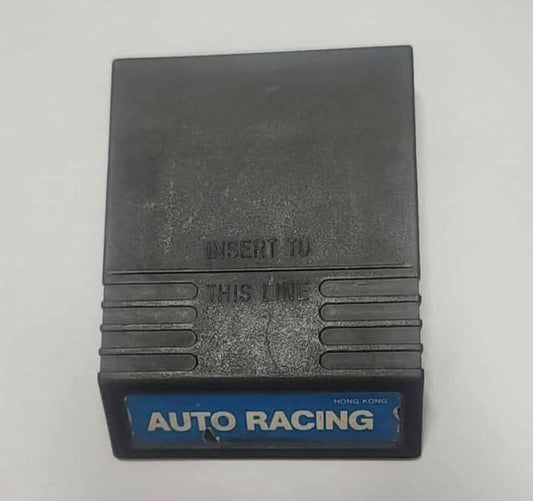 INSERT TO
THIS LINE
HONG KONG
AUTO RACING